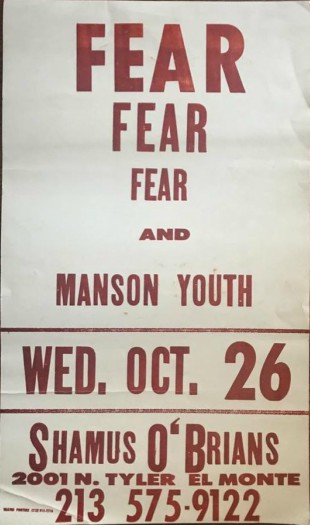 FEAR
FEAR
FEAR
AND
MANSON YOUTH
WED. OCT. 26
SHAMUS O'BRIANS
2001 N. TYLER EL MONTE
213 575-9122